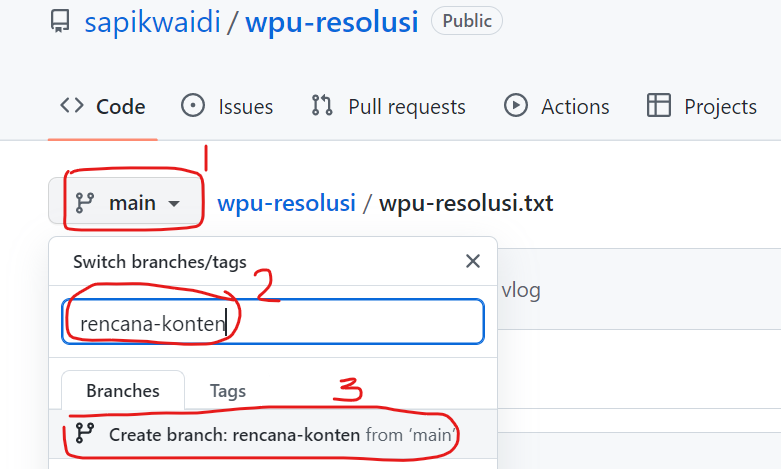 sapikwaidi / wpu-resolusi Public
Code Issues Pull requests Actions Projects
1
main wpu-resolusi / wpu-resolusi.txt
Switch branches/tags
2
vlog
rencana-konten
Branches Tags
3
Create branch: rencana-konten from 'main'